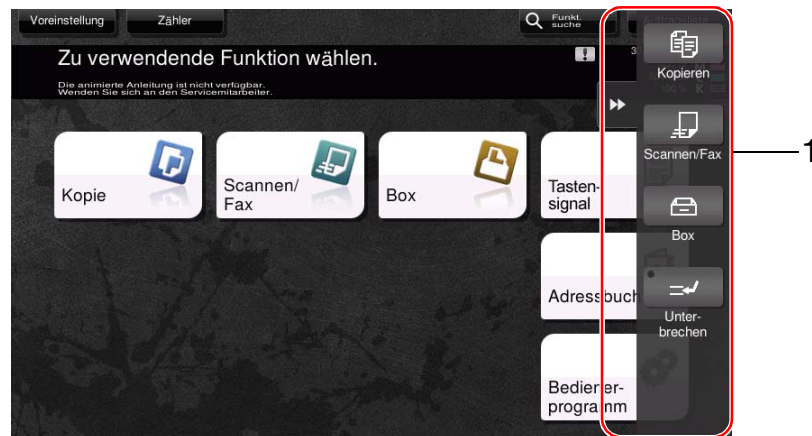 Voreinstellung
Zähler
Funkt.
suche
Zu verwendende Funktion wählen.
Die animierte Anleitung ist nicht verfügbar.
Wenden Sie sich an den Servicemitarbeiter.
Kopieren
Scannen/Fax
1
Box
Unter-
brechen
Kopie
Scannen/
Fax
Box
Tasten-
signal
Adressbuch
Bediener-
programm